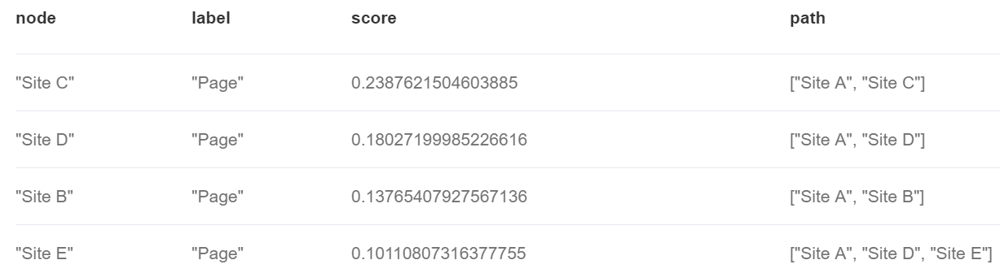 node label score path
"Site C" "Page" 0.2387621504603885 ["Site A", "Site C"]
"Site D" "Page" 0.18027199985226616 ["Site A", "Site D"]
"Site B" "Page" 0.13765407927567136 ["Site A", "Site B"]
"Site E" "Page" 0.10110807316377755 ["Site A", "Site D", "Site E"]